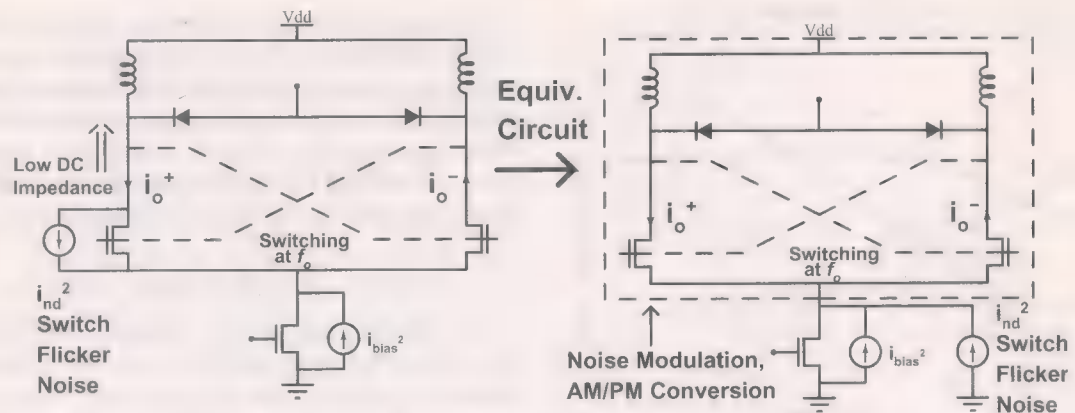 Vdd
Low DC
Impedance
i_o^+
i_o^-
Switching
at f_o
i_nd^2
Switch
Flicker
Noise
i_bias^2
Equiv.
Circuit
Vdd
i_o^+
i_o^-
Switching
at f_o
Noise Modulation,
AM/PM Conversion
i_bias^2
i_nd^2
Switch
Flicker
Noise